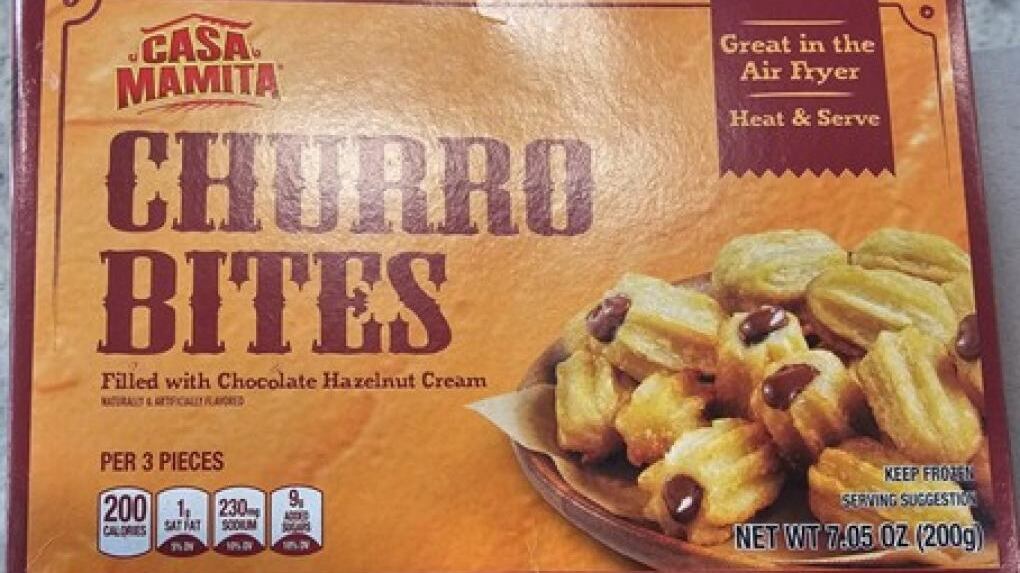 CASA
MAMITA
CHURRO
BITES
Filled with Chocolate Hazelnut Cream
NATURALLY & ARTIFICIALLY FLAVORED
Great in the
Air Fryer
Heat & Serve
PER 3 PIECES
200
CALORIES
1g
SAT FAT
5% DV
230mg
SODIUM
10% DV
9g
ADDED
SUGARS
18% DV
KEEP FROZEN
SERVING SUGGESTION
NET WT 7.05 OZ (200g)